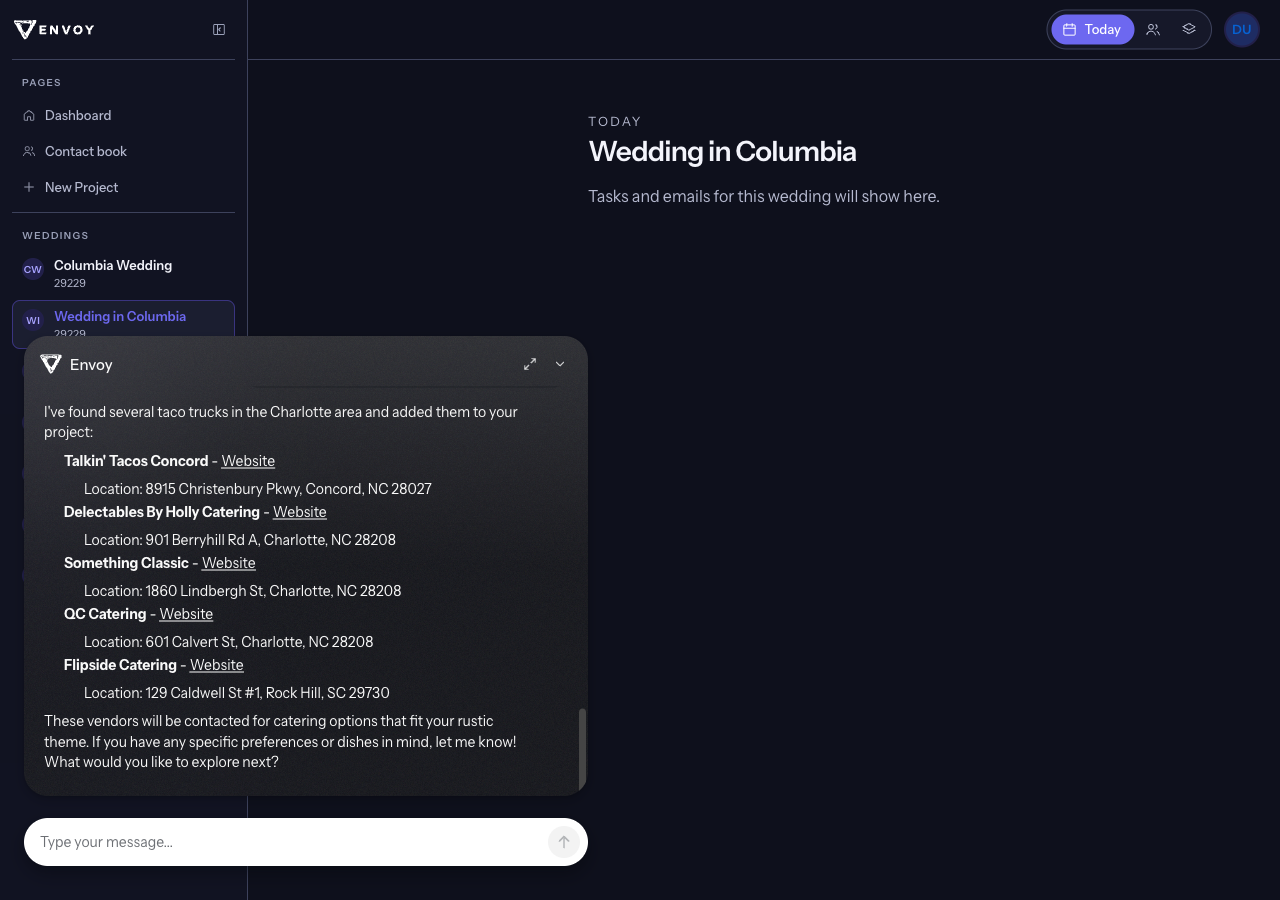 ENVOY
Today
DU
PAGES
Dashboard
Contact book
New Project
WEDDINGS
CW
Columbia Wedding
29229
WI
Wedding in Columbia
29229
TODAY
Wedding in Columbia
Tasks and emails for this wedding will show here.
Envoy
I've found several taco trucks in the Charlotte area and added them to your
project:
Talkin' Tacos Concord - Website
Location: 8915 Christenbury Pkwy, Concord, NC 28027
Delectables By Holly Catering - Website
Location: 901 Berryhill Rd A, Charlotte, NC 28208
Something Classic - Website
Location: 1860 Lindbergh St, Charlotte, NC 28208
QC Catering - Website
Location: 601 Calvert St, Charlotte, NC 28208
Flipside Catering - Website
Location: 129 Caldwell St #1, Rock Hill, SC 29730
These vendors will be contacted for catering options that fit your rustic
theme. If you have any specific preferences or dishes in mind, let me know!
What would you like to explore next?
Type your message...